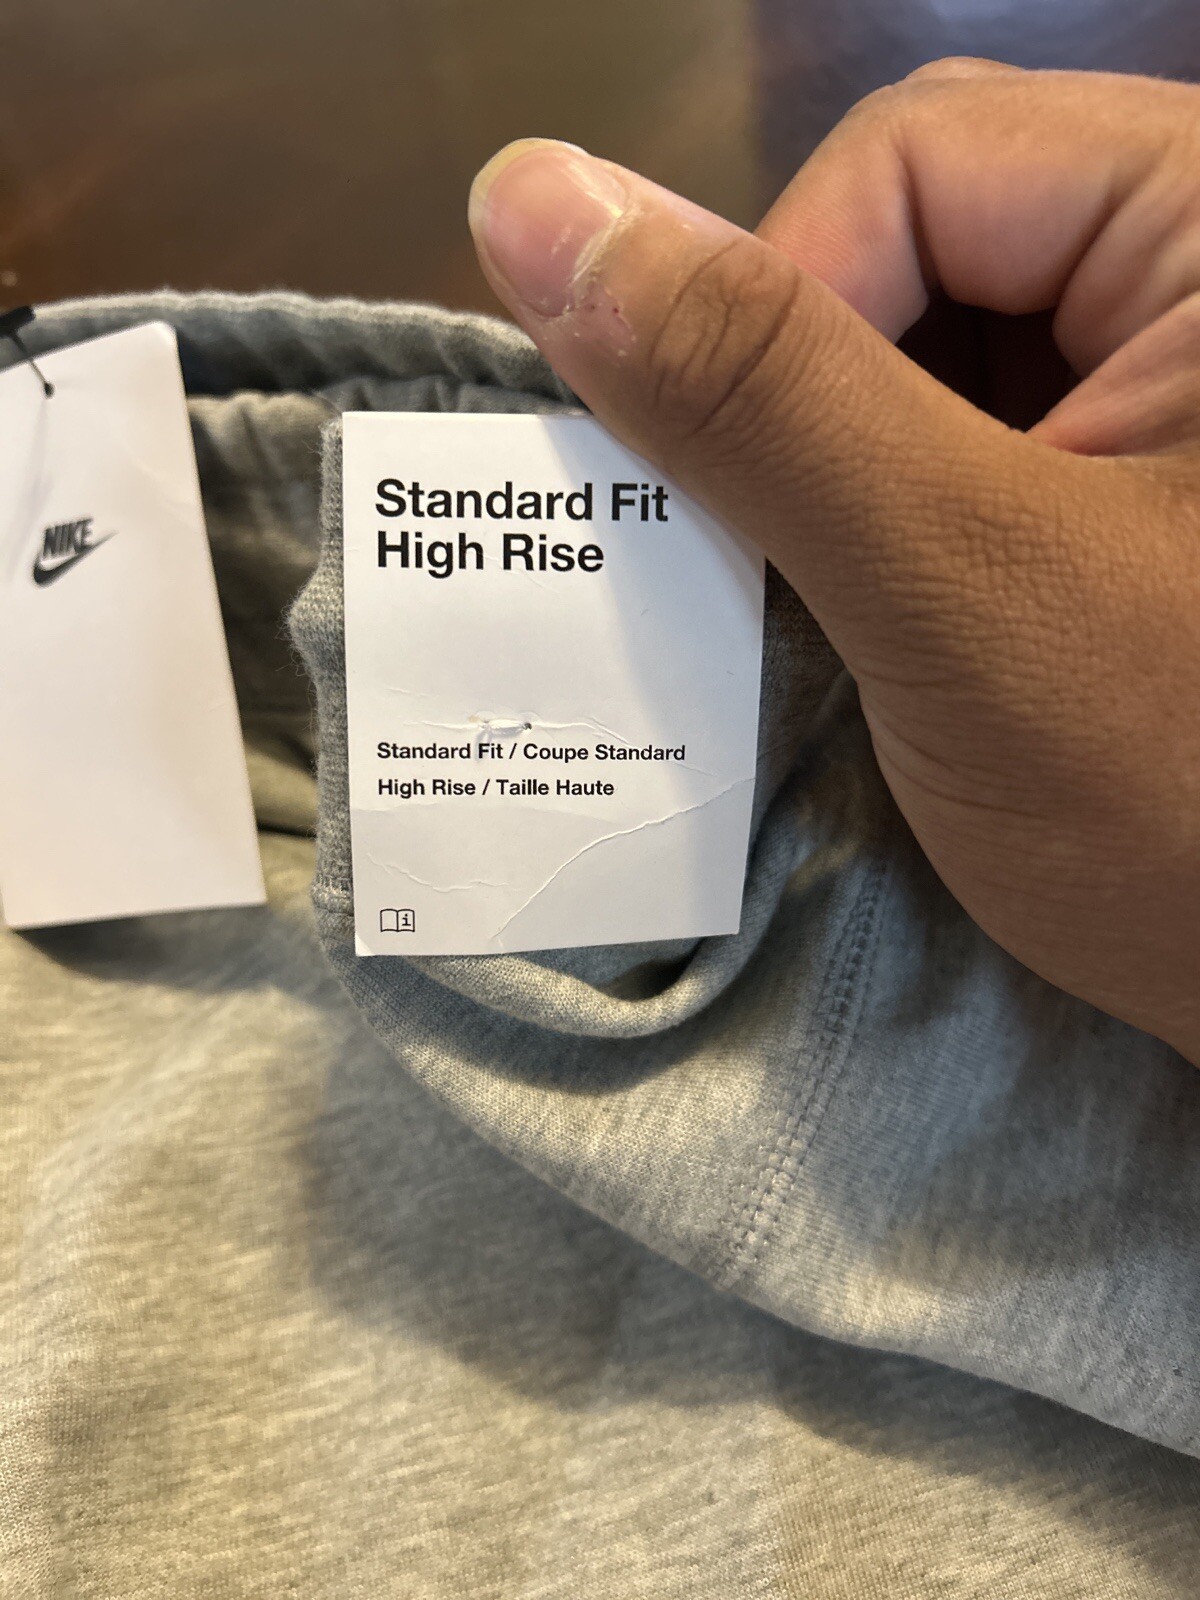 NIKE
Standard Fit
High Rise
Standard Fit / Coupe Standard
High Rise / Taille Haute
i